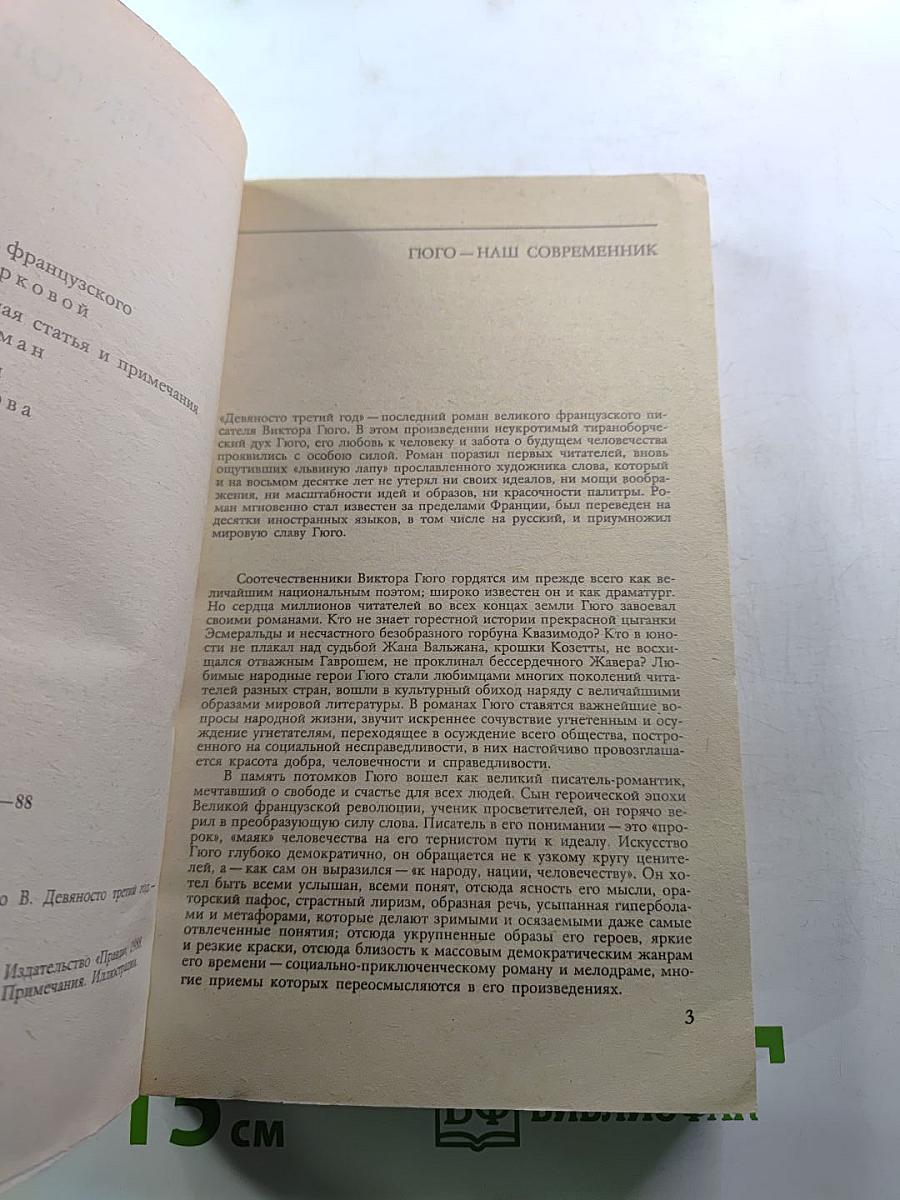 французского
рковой
ая статья и примечания
ман
ова
—88
о В. Девяносто третий год—
Издательство «Правда», 1988.
Примечания. Иллюстрации.
ГЮГО — НАШ СОВРЕМЕННИК
«Девяносто третий год» — последний роман великого французского пи-
сателя Виктора Гюго. В этом произведении неукротимый тираноборче-
ский дух Гюго, его любовь к человеку и забота о будущем человечества
проявились с особою силой. Роман поразил первых читателей, вновь
ощутивших «львиную лапу» прославленного художника слова, который
и на восьмом десятке лет не утерял ни своих идеалов, ни мощи вообра-
жения, ни масштабности идей и образов, ни красочности палитры. Ро-
ман мгновенно стал известен за пределами Франции, был переведен на
десятки иностранных языков, в том числе на русский, и приумножил
мировую славу Гюго.
Соотечественники Виктора Гюго гордятся им прежде всего как ве-
личайшим национальным поэтом; широко известен он и как драматург.
Но сердца миллионов читателей во всех концах земли Гюго завоевал
своими романами. Кто не знает горестной истории прекрасной цыганки
Эсмеральды и несчастного безобразного горбуна Квазимодо? Кто в юно-
сти не плакал над судьбой Жана Вальжана, крошки Козетты, не восхи-
щался отважным Гаврошем, не проклинал бессердечного Жавера? Лю-
бимые народные герои Гюго стали любимцами многих поколений чита-
телей разных стран, вошли в культурный обиход наряду с величайшими
образами мировой литературы. В романах Гюго ставятся важнейшие во-
просы народной жизни, звучит искреннее сочувствие угнетенным и осу-
ждение угнетателям, переходящее в осуждение всего общества, построе-
нного на социальной несправедливости, в них настойчиво провозглаша-
ется красота добра, человечности и справедливости.
В память потомков Гюго вошел как великий писатель-романтик,
мечтавший о свободе и счастье для всех людей. Сын героической эпохи
Великой французской революции, ученик просветителей, он горячо ве-
рил в преобразующую силу слова. Писатель в его понимании — это «про-
рок», «маяк» человечества на его тернистом пути к идеалу. Искусство
Гюго глубоко демократично, он обращается не к узкому кругу цените-
лей, а — как сам он выразился — «к народу, нации, человечеству». Он хо-
тел быть всеми услышан, всеми понят, отсюда ясность его мысли, ора-
торский пафос, страстный лиризм, образная речь, усыпанная гипербола-
ми и метафорами, которые делают зримыми и осязаемыми даже самые
отвлеченные понятия; отсюда укрупненные образы его героев, яркие
и резкие краски, отсюда близость к массовым демократическим жанрам
его времени — социально-приключенческому роману и мелодраме, мно-
гие приемы которых переосмысляются в его произведениях.
3
15 см